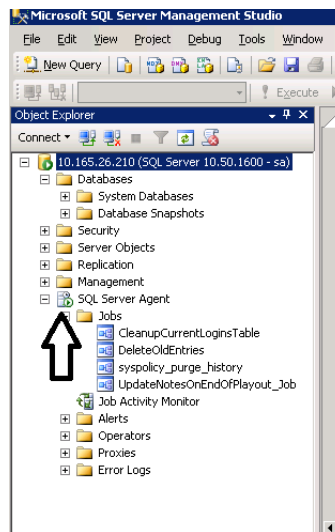 Microsoft SQL Server Management Studio
File Edit View Project Debug Tools Window
New Query
Execute
Object Explorer
Connect
10.165.26.210 (SQL Server 10.50.1600 - sa)
Databases
System Databases
Database Snapshots
Security
Server Objects
Replication
Management
SQL Server Agent
Jobs
CleanupCurrentLoginsTable
DeleteOldEntries
syspolicy_purge_history
UpdateNotesOnEndOfPlayout_Job
Job Activity Monitor
Alerts
Operators
Proxies
Error Logs